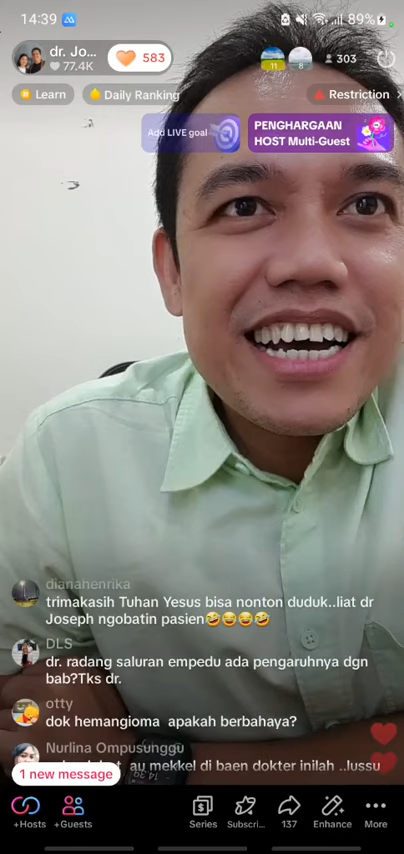 14:39
89%
dr. Jo...
77.4K
583
11
8
303
Learn
Daily Ranking
Restriction
Add LIVE goal
PENGHARGAAN
HOST Multi-Guest
dianahenrika
trimakasih Tuhan Yesus bisa nonton duduk..liat dr
Joseph ngobatin pasien🤣😂😂🤣
DLS
dr. radang saluran empedu ada pengaruhnya dgn
bab?Tks dr.
otty
dok hemangioma apakah berbahaya?
Nurlina Ompusunggu
au mekkel di baen dokter inilah ..lussu
1 new message
+Hosts
+Guests
Series
Subscri...
137
Enhance
More